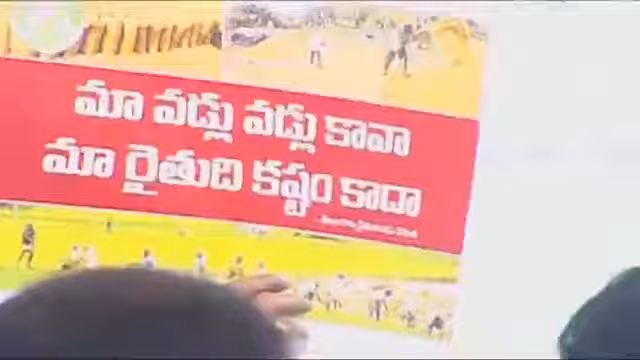 మా వడ్లు వడ్లు కావా
మా రైతుది కష్టం కాదా